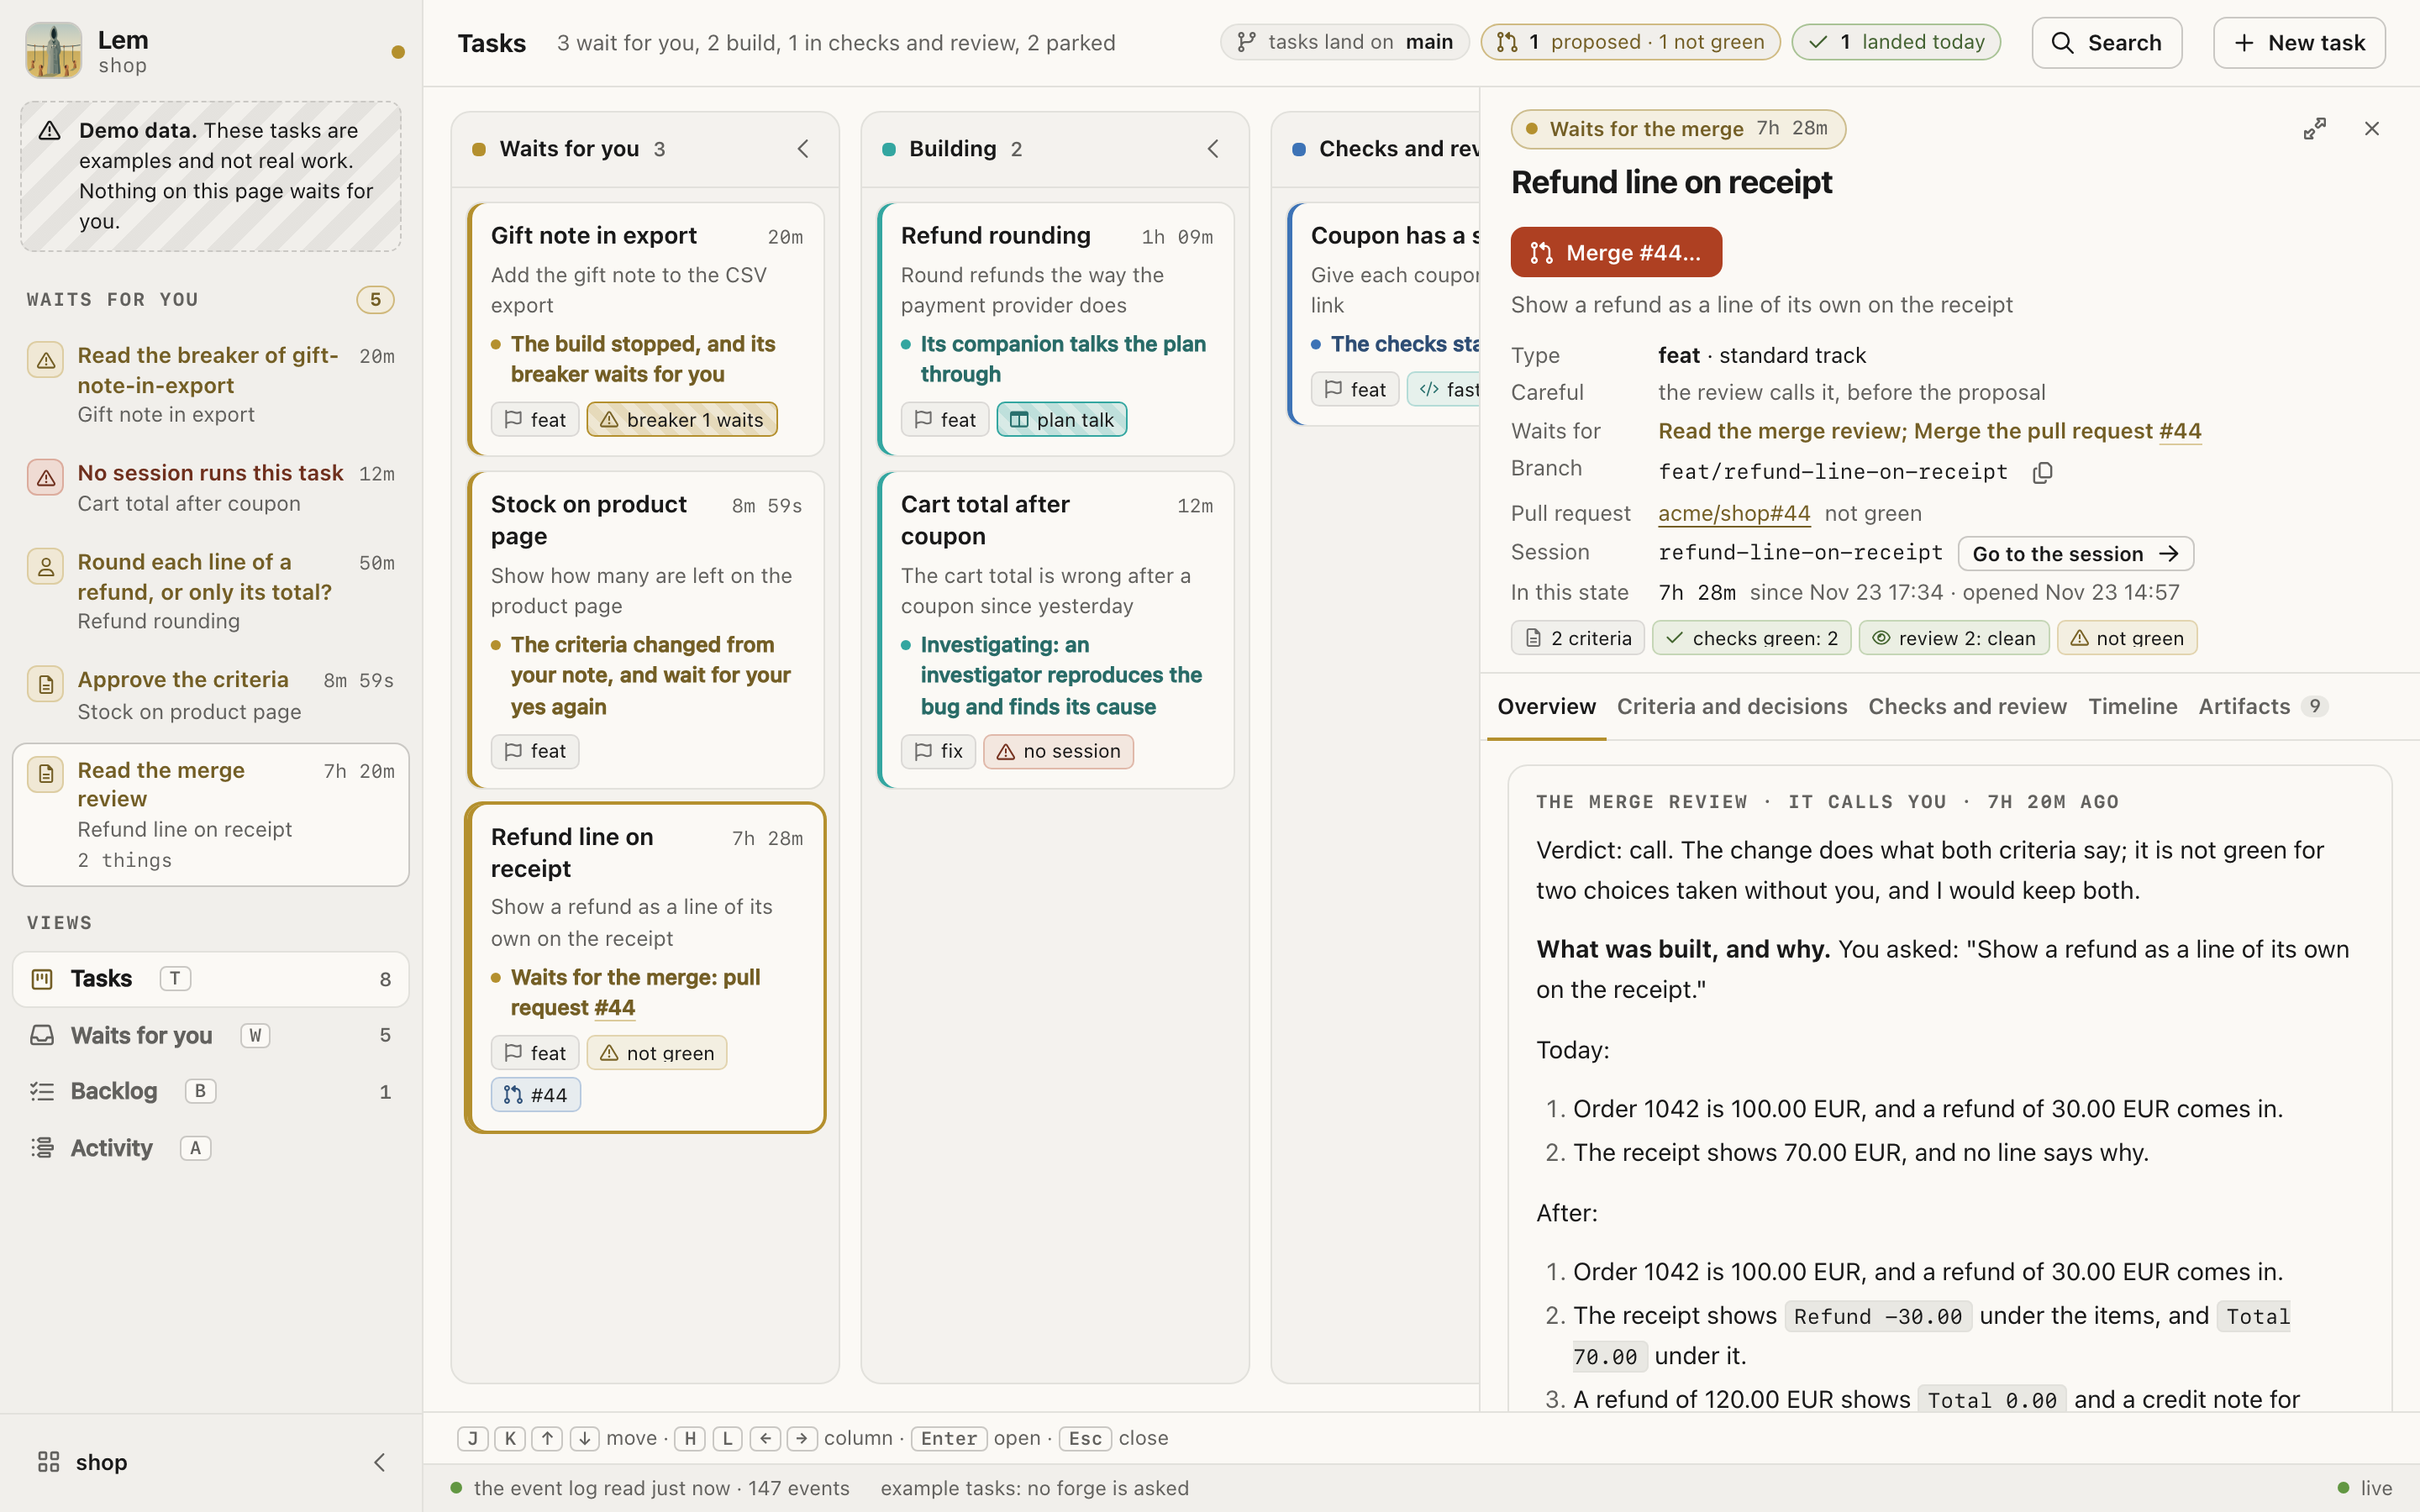 Lem
shop
Demo data. These tasks are
examples and not real work.
Nothing on this page waits for
you.
WAITS FOR YOU 5
Read the breaker of gift- 20m
note-in-export
Gift note in export
No session runs this task 12m
Cart total after coupon
Round each line of a 50m
refund, or only its total?
Refund rounding
Approve the criteria 8m 59s
Stock on product page
Read the merge 7h 20m
review
Refund line on receipt
2 things
VIEWS
Tasks T 8
Waits for you W 5
Backlog B 1
Activity A
shop
Tasks 3 wait for you, 2 build, 1 in checks and review, 2 parked
tasks land on main
1 proposed · 1 not green
1 landed today
Search
New task
Waits for you 3
Gift note in export 20m
Add the gift note to the CSV
export
The build stopped, and its
breaker waits for you
feat breaker 1 waits
Stock on product 8m 59s
page
Show how many are left on the
product page
The criteria changed from
your note, and wait for your
yes again
feat
Refund line on 7h 28m
receipt
Show a refund as a line of its
own on the receipt
Waits for the merge: pull
request #44
feat not green
#44
Building 2
Refund rounding 1h 09m
Round refunds the way the
payment provider does
Its companion talks the plan
through
feat plan talk
Cart total after 12m
coupon
The cart total is wrong after a
coupon since yesterday
Investigating: an
investigator reproduces the
bug and finds its cause
fix no session
Checks and rev
Coupon has a s
Give each coupon
link
The checks sta
feat fast
Waits for the merge 7h 28m
Refund line on receipt
Merge #44...
Show a refund as a line of its own on the receipt
Type feat · standard track
Careful the review calls it, before the proposal
Waits for Read the merge review; Merge the pull request #44
Branch feat/refund-line-on-receipt
Pull request acme/shop#44 not green
Session refund-line-on-receipt Go to the session →
In this state 7h 28m since Nov 23 17:34 · opened Nov 23 14:57
2 criteria checks green: 2 review 2: clean not green
Overview Criteria and decisions Checks and review Timeline Artifacts 9
THE MERGE REVIEW · IT CALLS YOU · 7H 20M AGO
Verdict: call. The change does what both criteria say; it is not green for
two choices taken without you, and I would keep both.
What was built, and why. You asked: "Show a refund as a line of its own
on the receipt."
Today:
1. Order 1042 is 100.00 EUR, and a refund of 30.00 EUR comes in.
2. The receipt shows 70.00 EUR, and no line says why.
After:
1. Order 1042 is 100.00 EUR, and a refund of 30.00 EUR comes in.
2. The receipt shows Refund −30.00 under the items, and Total
70.00 under it.
3. A refund of 120.00 EUR shows Total 0.00 and a credit note for
J K ↑ ↓ move · H L ← → column · Enter open · Esc close
the event log read just now · 147 events example tasks: no forge is asked
live